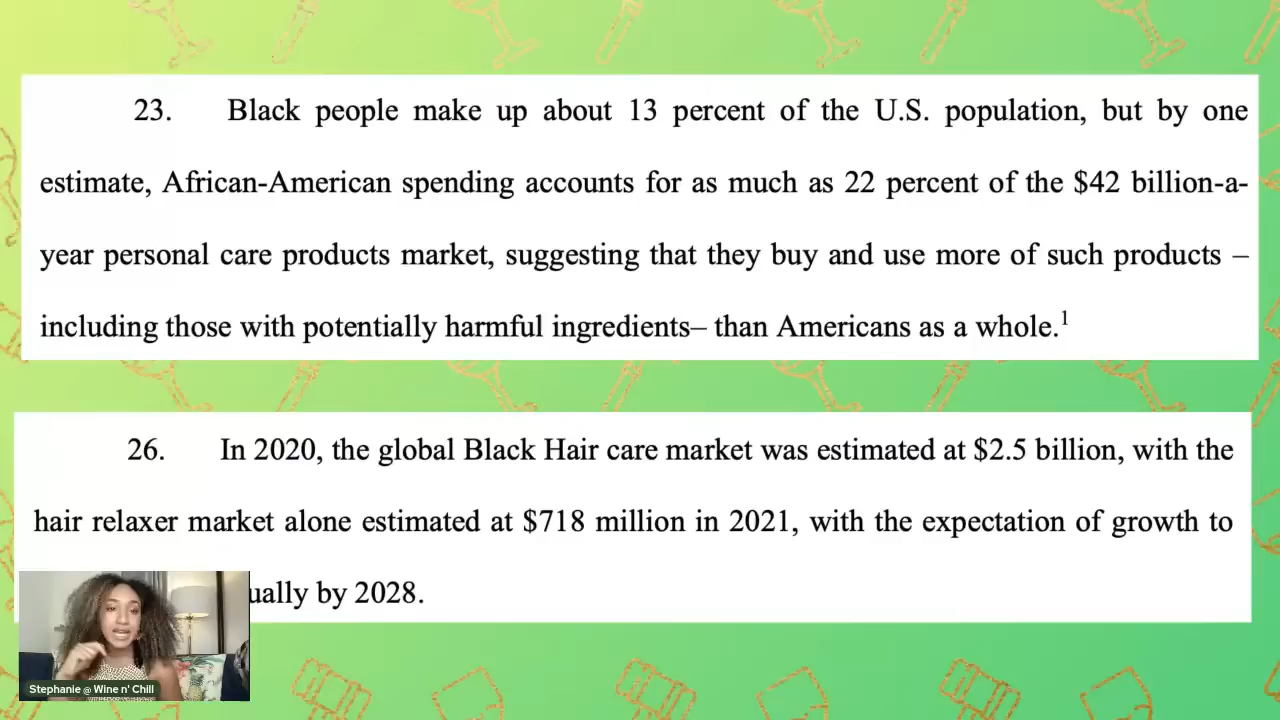 23. Black people make up about 13 percent of the U.S. population, but by one
estimate, African-American spending accounts for as much as 22 percent of the $42 billion-a-
year personal care products market, suggesting that they buy and use more of such products –
including those with potentially harmful ingredients– than Americans as a whole.1
26. In 2020, the global Black Hair care market was estimated at $2.5 billion, with the
hair relaxer market alone estimated at $718 million in 2021, with the expectation of growth to
by 2028.
Stephanie @ Wine n' Chill